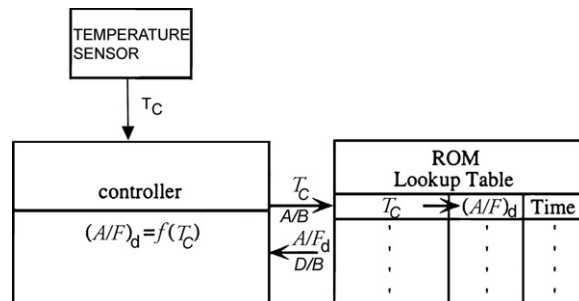 TEMPERATURE
SENSOR
T_C
controller
(A/F)_d=f(T_C)
T_C
A/B
A/F_d
D/B
ROM
Lookup Table
T_C → (A/F)_d Time